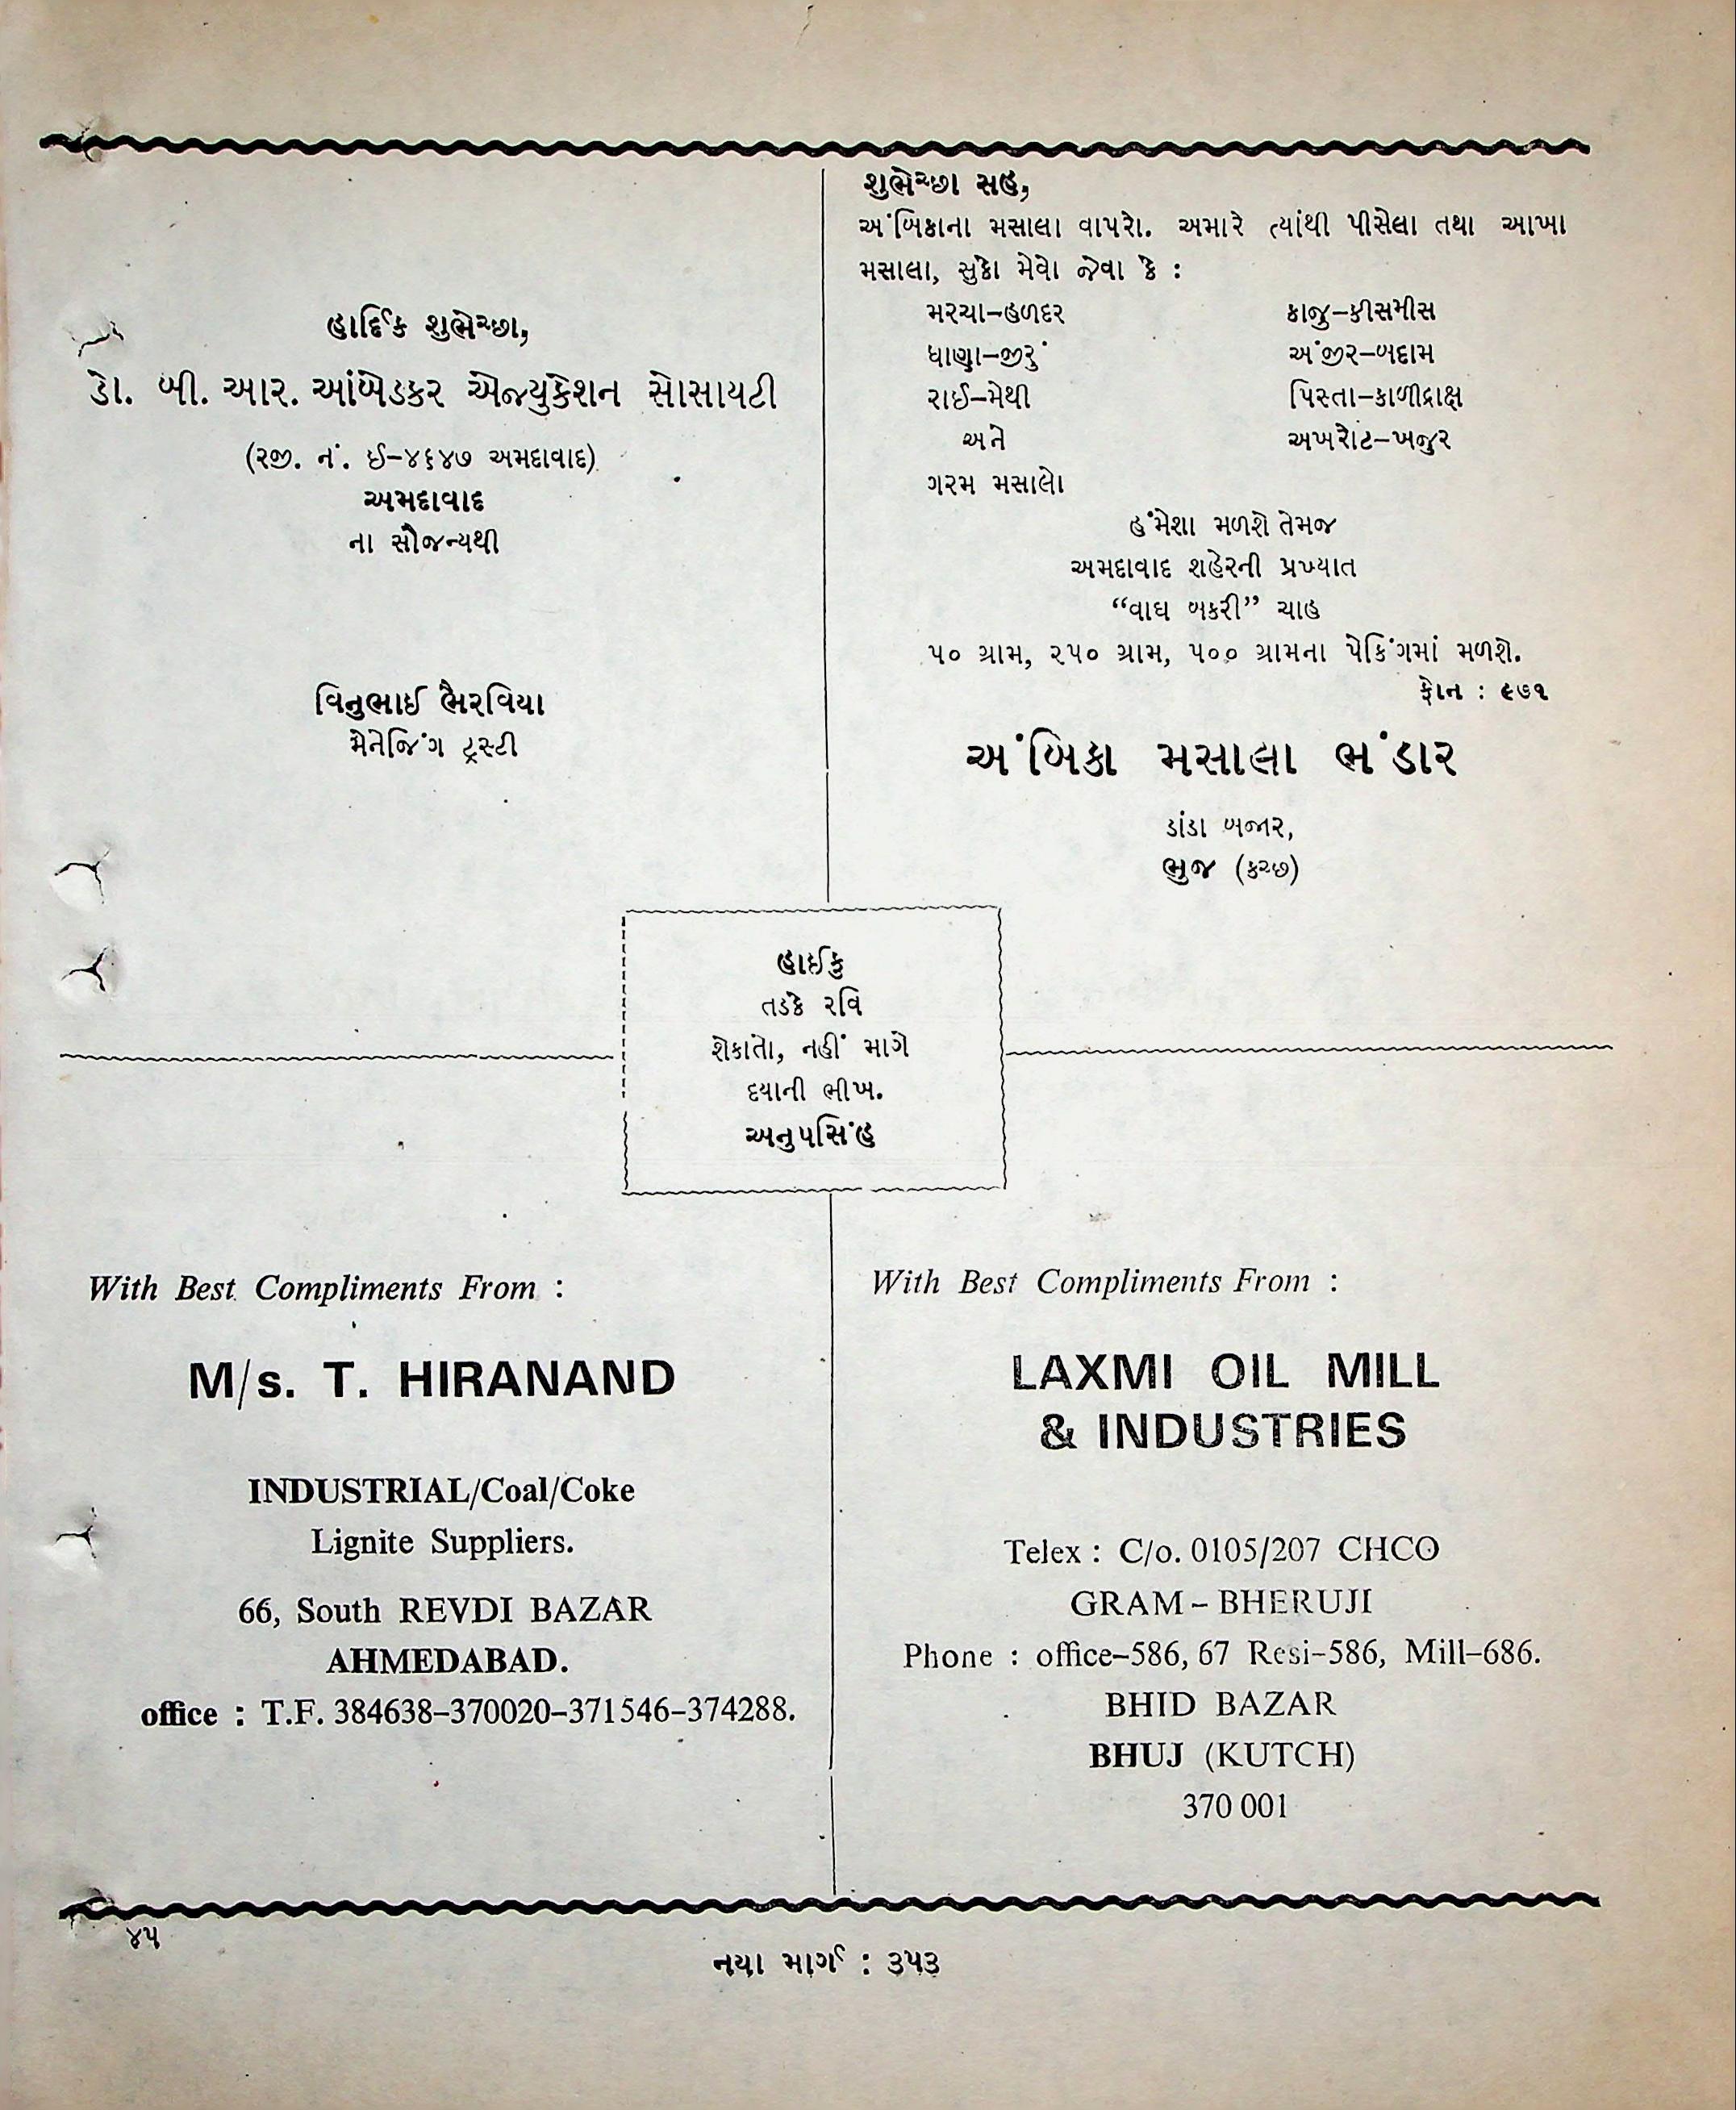 હાર્દિક શુભેચ્છા,
ડો. બી. આર. આંબેડકર એજ્યુકેશન સોસાયટી
(રજી. નં. ઈ-૪૬૪૭ અમદાવાદ)
અમદાવાદ
ના સૌજન્યથી
વિનુભાઈ ભૈરવિયા
મેનેજિંગ ટ્રસ્ટી
શુભેચ્છા સહ,
અંબિકાના મસાલા વાપરો. અમારે ત્યાંથી પીસેલા તથા આખા
મસાલા, સુકો મેવો જેવા કે :
મરચા-હળદર કાજુ-કીસમીસ
ધાણા-જીરું અંજીર-બદામ
રાઈ-મેથી પિસ્તા-કાળીદ્રાક્ષ
અને અખરોટ-ખજુર
ગરમ મસાલો
હંમેશા મળશે તેમજ
અમદાવાદ શહેરની પ્રખ્યાત
“વાઘ બકરી” ચાહ
૫૦ ગ્રામ, ૨૫૦ ગ્રામ, ૫૦૦ ગ્રામના પેકિંગમાં મળશે.
ફોન : ૯૭૧
અંબિકા મસાલા ભંડાર
ડાંડા બજાર,
ભુજ (કચ્છ)
હાઈકુ
તડકે રવિ
શેકાતો, નહીં માગે
દયાની ભીખ.
અનુપસિંહ
With Best Compliments From :
M/s. T. HIRANAND
INDUSTRIAL/Coal/Coke
Lignite Suppliers.
66, South REVDI BAZAR
AHMEDABAD.
office : T.F. 384638-370020-371546-374288.
With Best Compliments From :
LAXMI OIL MILL
& INDUSTRIES
Telex : C/o. 0105/207 CHCO
GRAM - BHERUJI
Phone : office-586, 67 Resi-586, Mill-686.
BHID BAZAR
BHUJ (KUTCH)
370 001
૪૫
નયા માર્ગ : ૩૫૩